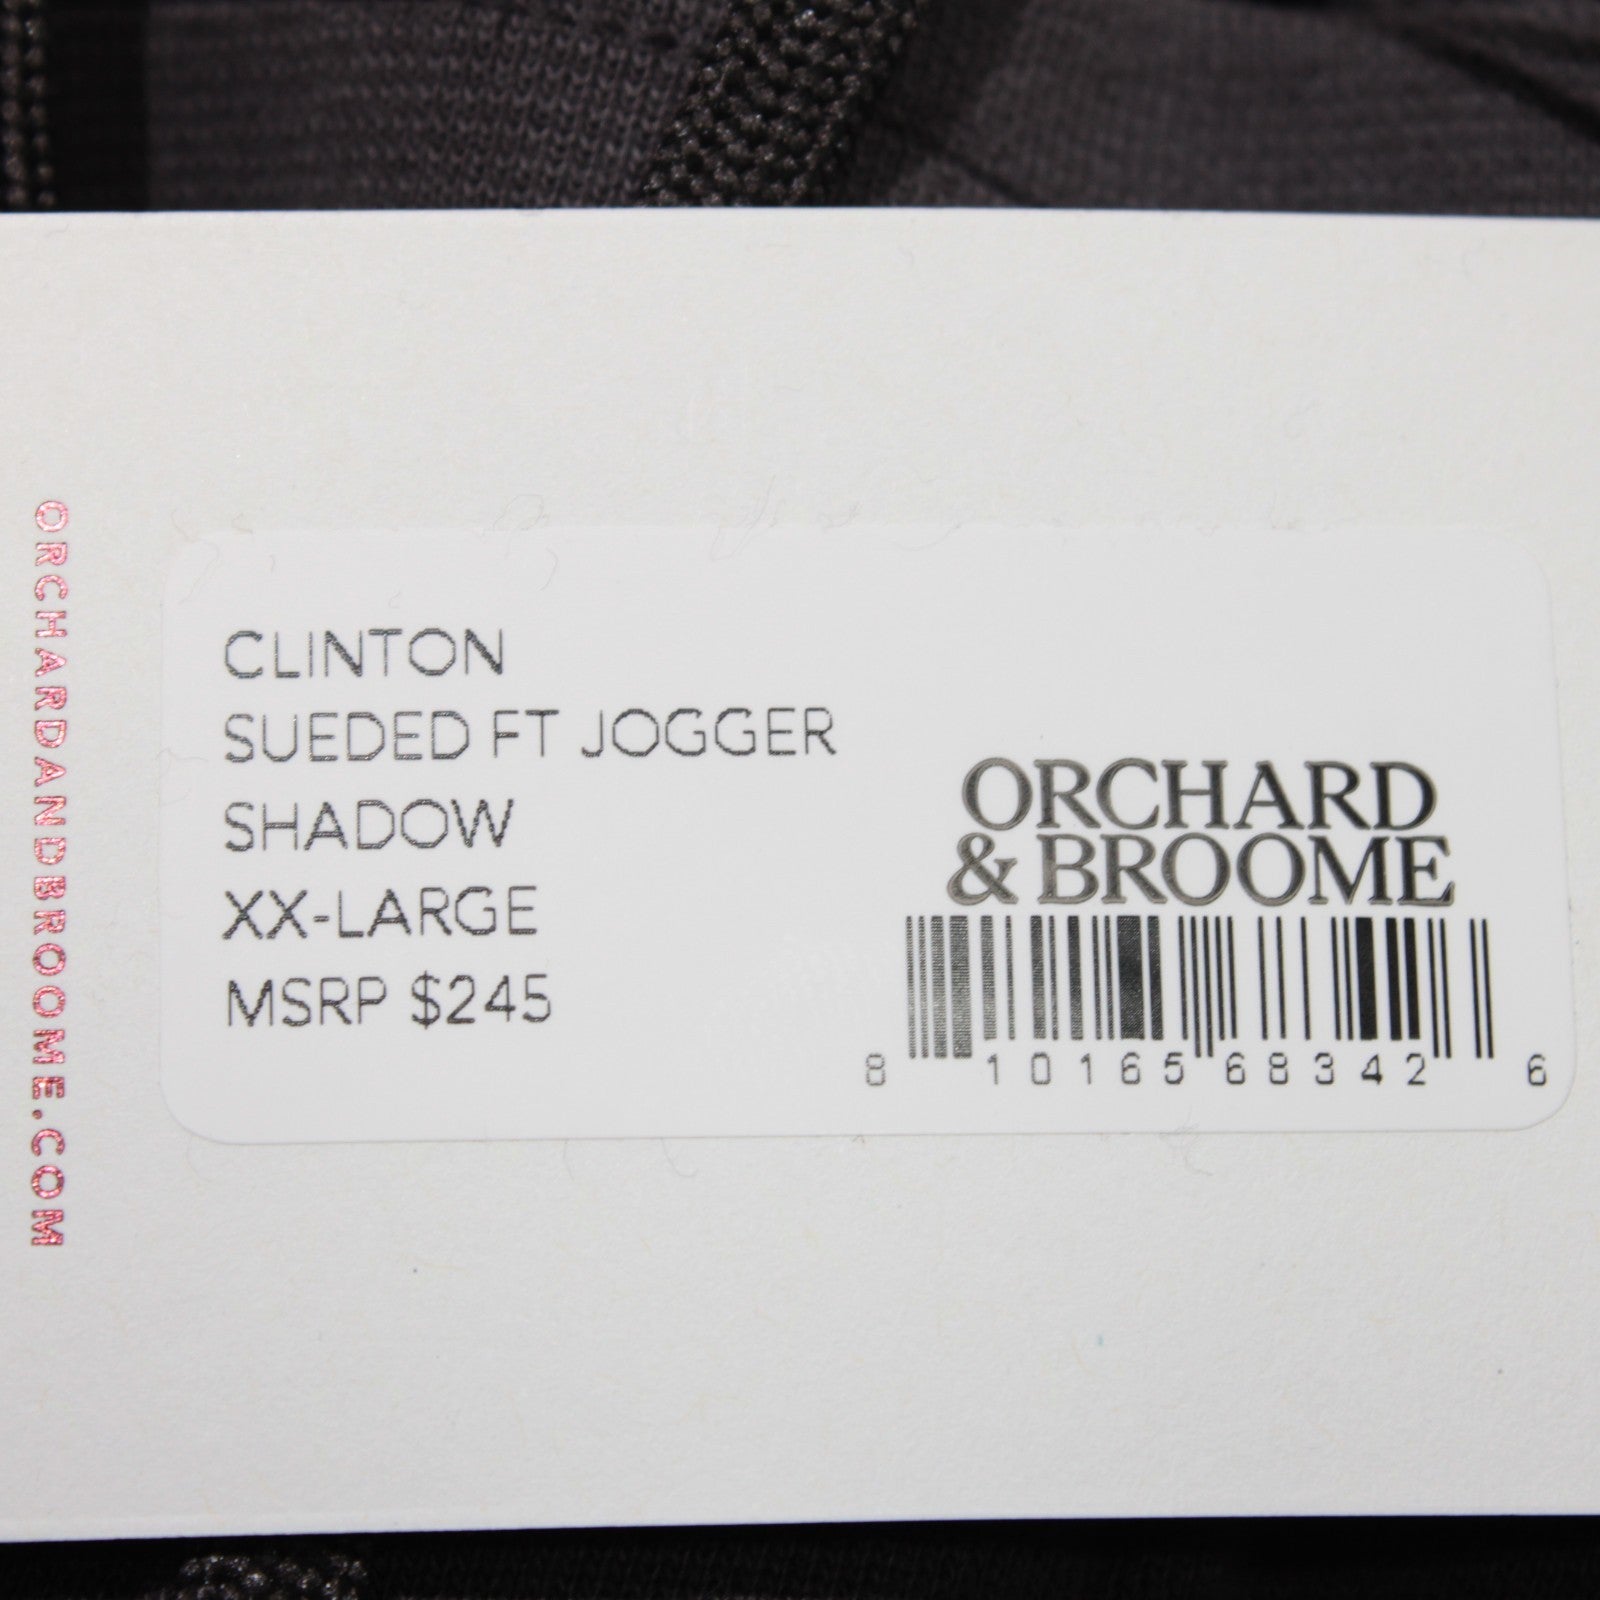 ORCHARDANDBROOME.COM
CLINTON
SUEDED FT JOGGER
SHADOW
XX-LARGE
MSRP $245
ORCHARD
& BROOME
8 10165 68342 6